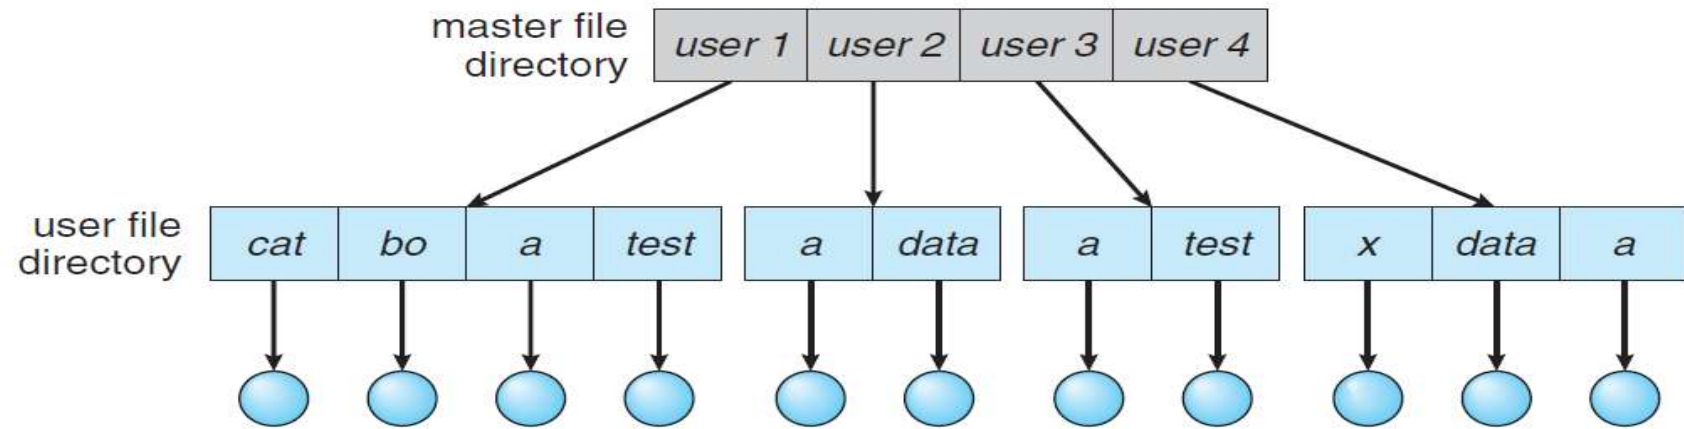 master file
directory
user 1 user 2 user 3 user 4
user file
directory
cat bo a test a data a test x data a